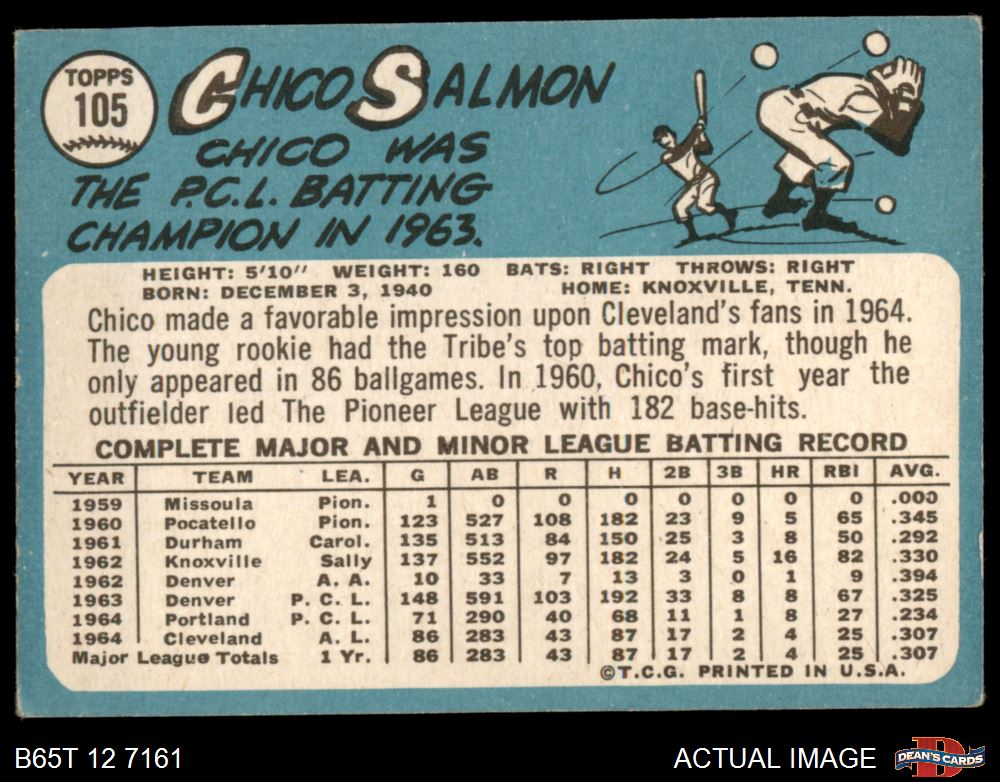 TOPPS
105
CHICO SALMON
CHICO WAS
THE P.C.L. BATTING
CHAMPION IN 1963.
HEIGHT: 5'10" WEIGHT: 160 BATS: RIGHT THROWS: RIGHT
BORN: DECEMBER 3, 1940 HOME: KNOXVILLE, TENN.
Chico made a favorable impression upon Cleveland's fans in 1964.
The young rookie had the Tribe's top batting mark, though he
only appeared in 86 ballgames. In 1960, Chico's first year the
outfielder led The Pioneer League with 182 base-hits.
COMPLETE MAJOR AND MINOR LEAGUE BATTING RECORD
YEAR TEAM LEA. G AB R H 2B 3B HR RBI AVG.
1959 Missoula Pion. 1 0 0 0 0 0 0 0 .000
1960 Pocatello Pion. 123 527 108 182 23 9 5 65 .345
1961 Durham Carol. 135 513 84 150 25 3 8 50 .292
1962 Knoxville Sally 137 552 97 182 24 5 16 82 .330
1962 Denver A. A. 10 33 7 13 3 0 1 9 .394
1963 Denver P. C. L. 148 591 103 192 33 8 8 67 .325
1964 Portland P. C. L. 71 290 40 68 11 1 8 27 .234
1964 Cleveland A. L. 86 283 43 87 17 2 4 25 .307
Major League Totals 1 Yr. 86 283 43 87 17 2 4 25 .307
©T.C.G. PRINTED IN U.S.A.
B65T 12 7161 ACTUAL IMAGE
D
DEAN'S CARDS